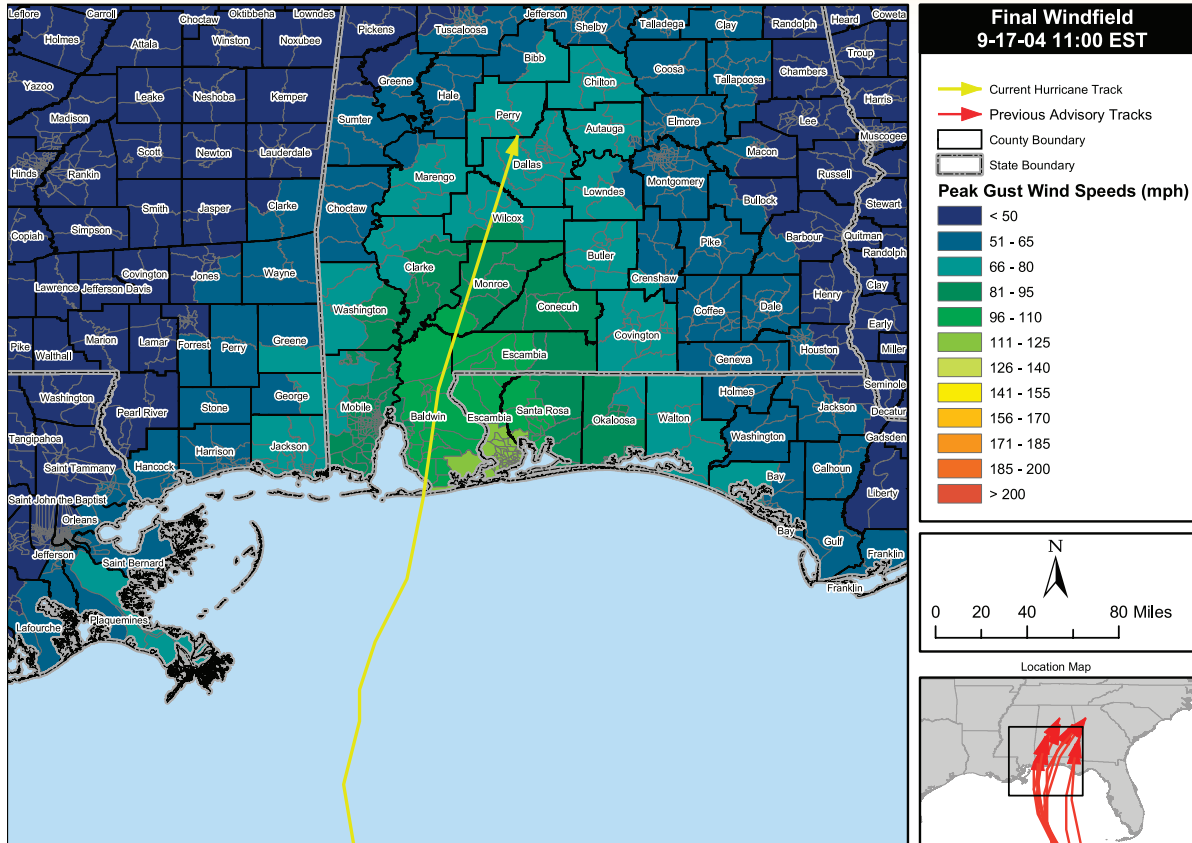 Final Windfield
9-17-04 11:00 EST
Current Hurricane Track
Previous Advisory Tracks
County Boundary
State Boundary
Peak Gust Wind Speeds (mph)
< 50
51 - 65
66 - 80
81 - 95
96 - 110
111 - 125
126 - 140
141 - 155
156 - 170
171 - 185
185 - 200
> 200
N
0 20 40 80 Miles
Location Map
Leflore Carroll Choctaw Oktibbeha Lowndes Pickens Tuscaloosa Jefferson Shelby Talladega Clay Randolph Heard Coweta
Holmes Attala Winston Noxubee Bibb Troup
Yazoo Leake Neshoba Kemper Greene Hale Chilton Coosa Tallapoosa Chambers Harris
Madison Sumter Perry Autauga Elmore Lee Muscogee
Hinds Rankin Scott Newton Lauderdale Marengo Dallas Montgomery Macon Russell
Copiah Simpson Smith Jasper Clarke Choctaw Wilcox Lowndes Bullock Stewart
Lawrence Jefferson Davis Covington Jones Wayne Washington Clarke Monroe Butler Crenshaw Pike Barbour Quitman Randolph
Conecuh Coffee Dale Henry Clay
Pike Walthall Marion Lamar Forrest Perry Greene Escambia Covington Geneva Houston Early Miller
Washington Pearl River Stone George Mobile Baldwin Escambia Santa Rosa Okaloosa Walton Holmes Jackson Seminole Decatur
Tangipahoa Saint Tammany Hancock Harrison Jackson Washington Calhoun Gadsden
Saint John the Baptist Orleans Bay Liberty
Jefferson Saint Bernard Bay Gulf Franklin
Lafourche Plaquemines Franklin